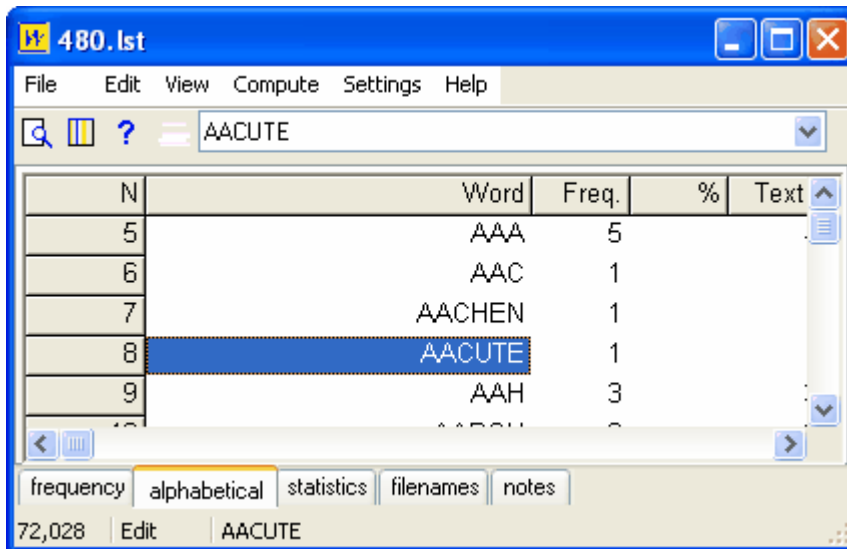 480.lst
File Edit View Compute Settings Help
? AACUTE
N Word Freq. % Text
5 AAA 5
6 AAC 1
7 AACHEN 1
8 AACUTE 1
9 AAH 3
frequency alphabetical statistics filenames notes
72,028 Edit AACUTE